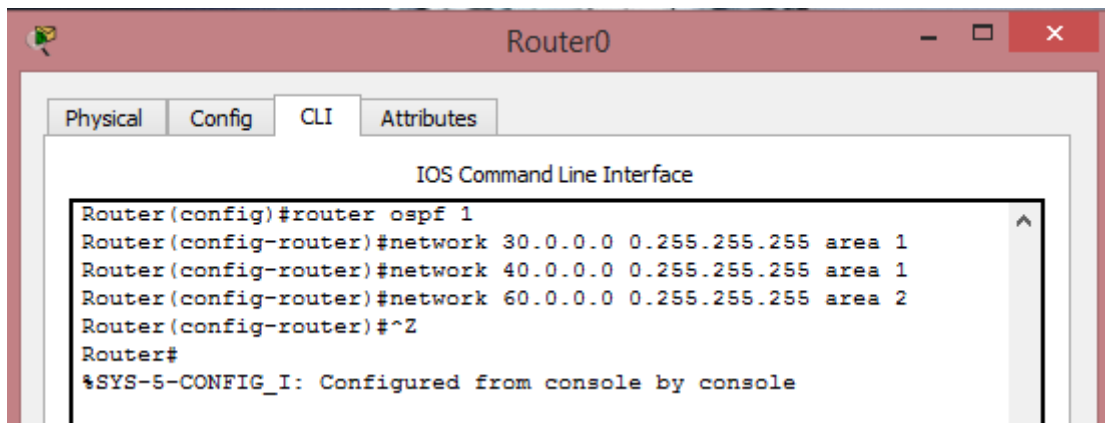 Router0
Physical Config CLI Attributes
IOS Command Line Interface
Router(config)#router ospf 1
Router(config-router)#network 30.0.0.0 0.255.255.255 area 1
Router(config-router)#network 40.0.0.0 0.255.255.255 area 1
Router(config-router)#network 60.0.0.0 0.255.255.255 area 2
Router(config-router)#^Z
Router#
%SYS-5-CONFIG_I: Configured from console by console